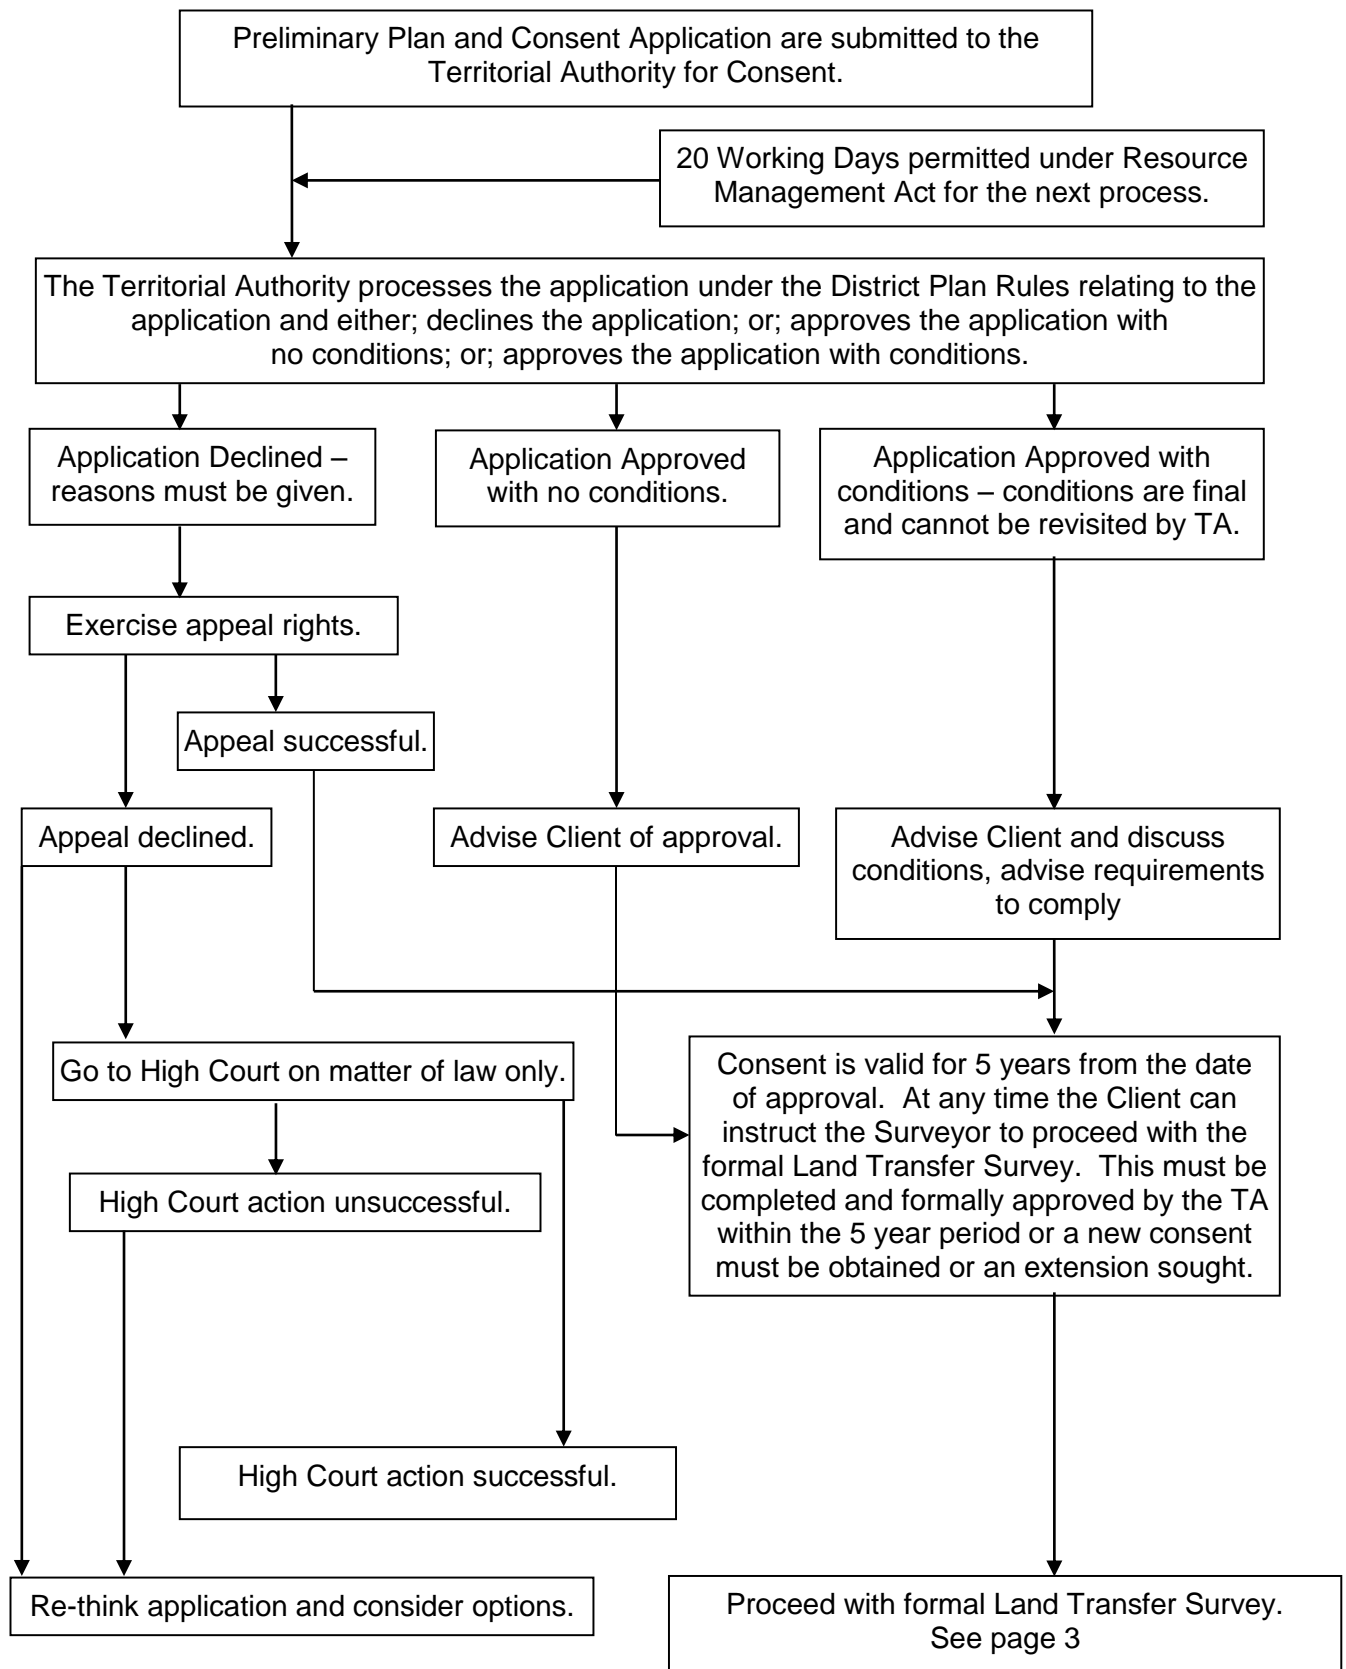 Preliminary Plan and Consent Application are submitted to the
Territorial Authority for Consent.
20 Working Days permitted under Resource
Management Act for the next process.
The Territorial Authority processes the application under the District Plan Rules relating to the
application and either; declines the application; or; approves the application with
no conditions; or; approves the application with conditions.
Application Declined –
reasons must be given.
Application Approved
with no conditions.
Application Approved with
conditions – conditions are final
and cannot be revisited by TA.
Exercise appeal rights.
Appeal successful.
Appeal declined.
Advise Client of approval.
Advise Client and discuss
conditions, advise requirements
to comply
Go to High Court on matter of law only.
Consent is valid for 5 years from the date
of approval.  At any time the Client can
instruct the Surveyor to proceed with the
formal Land Transfer Survey.  This must be
completed and formally approved by the TA
within the 5 year period or a new consent
must be obtained or an extension sought.
High Court action unsuccessful.
High Court action successful.
Re-think application and consider options.
Proceed with formal Land Transfer Survey.
See page 3